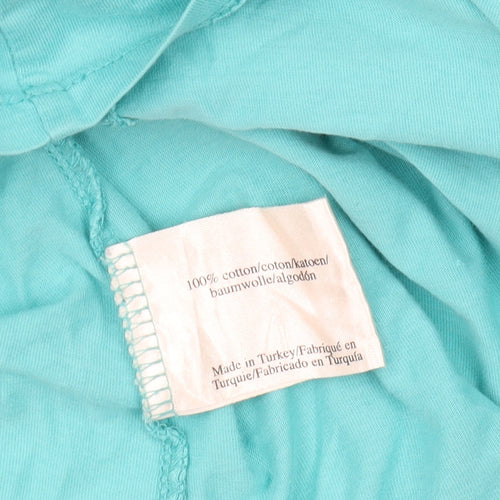 100% cotton/coton/katoen/
baumwolle/algodón
Made in Turkey/Fabriqué en
Turquie/Fabricado en Turquía